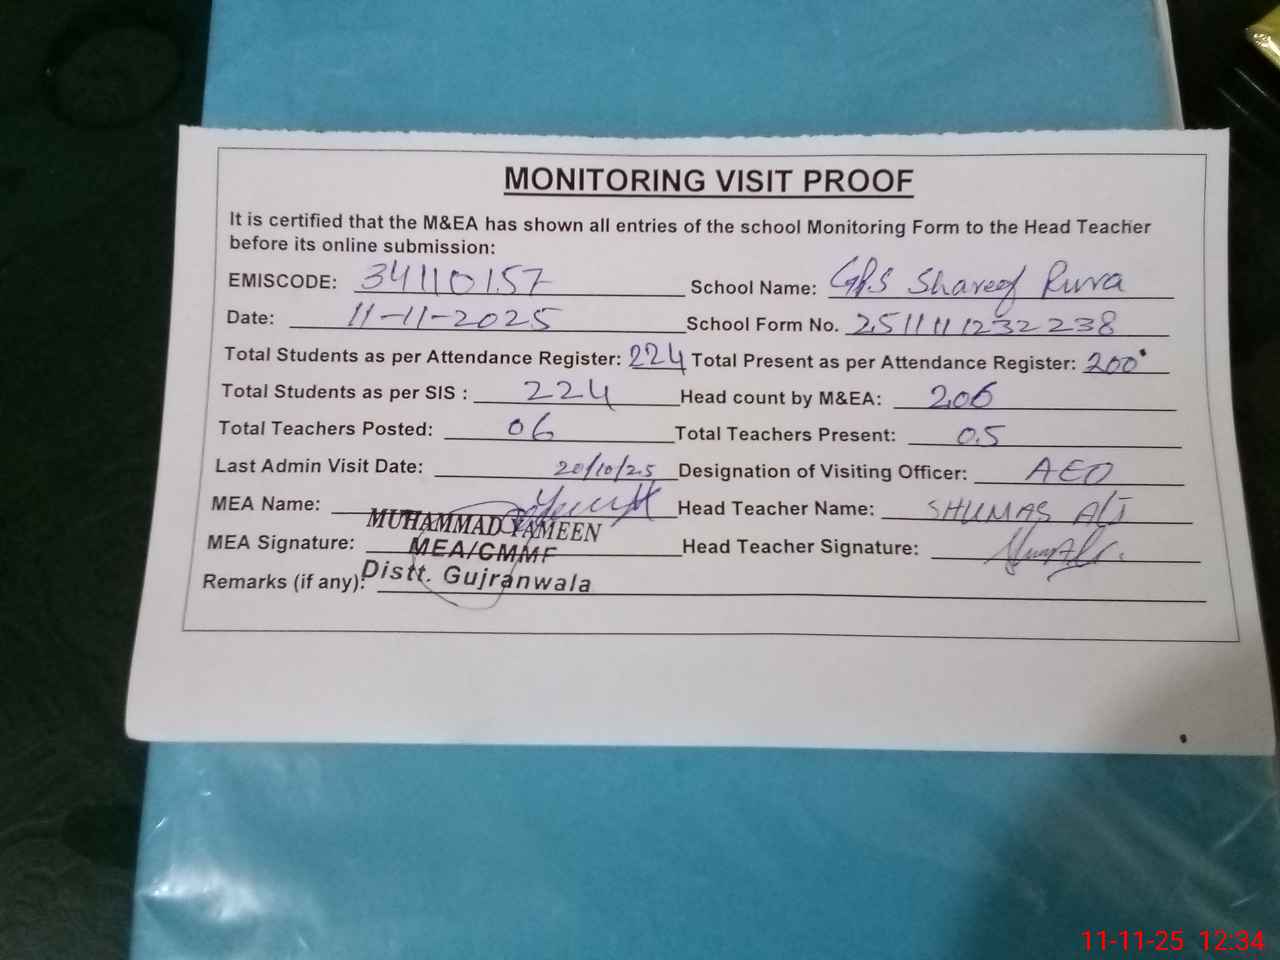 MONITORING VISIT PROOF
It is certified that the M&EA has shown all entries of the school Monitoring Form to the Head Teacher
before its online submission:
EMISCODE: 34110157 School Name: GPS Shareef Purra
Date: 11-11-2025 School Form No. 2511111232238
Total Students as per Attendance Register: 224 Total Present as per Attendance Register: 200
Total Students as per SIS : 224 Head count by M&EA: 206
Total Teachers Posted: 06 Total Teachers Present: 05
Last Admin Visit Date: 20/10/25 Designation of Visiting Officer: AEO
MEA Name: Head Teacher Name: SHUMAS Ali
MUHAMMAD YAMEEN
MEA Signature: MEA/CMMF Head Teacher Signature:
Remarks (if any): Distt. Gujranwala
11-11-25 12:34